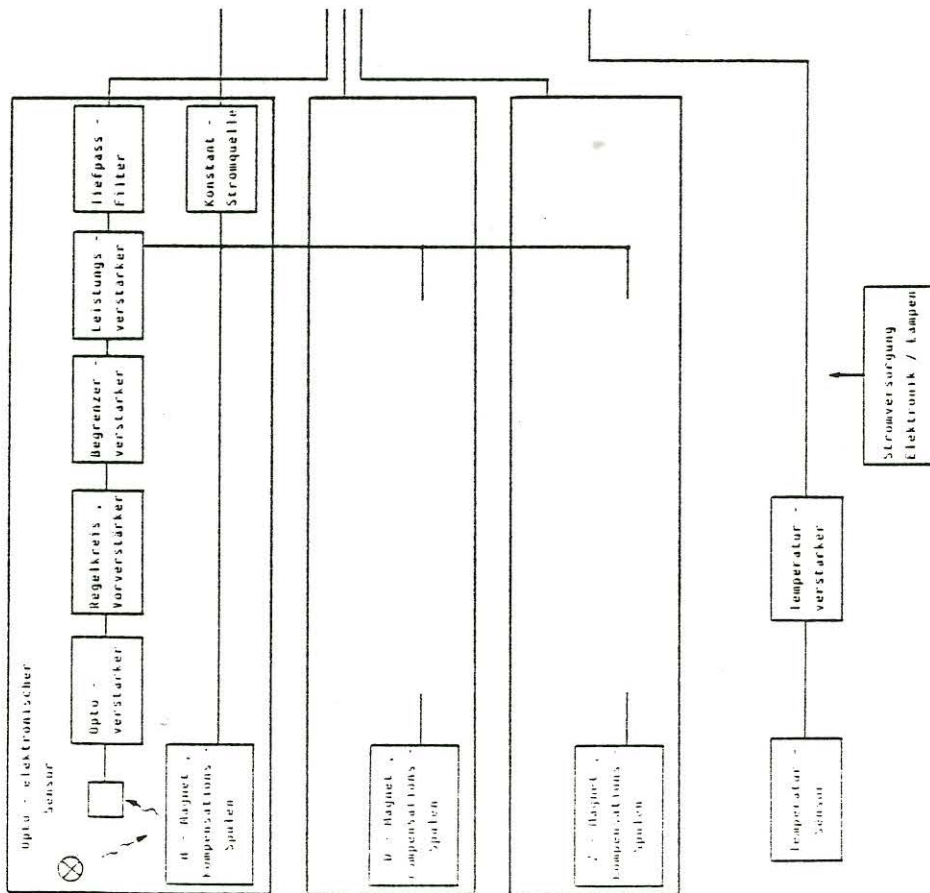 Opto - elektronischer
Sensor
Opto -
verstärker
Regelkreis ,
Vorverstärker
Begrenzer -
verstärker
Leistungs -
verstärker
Tiefpass -
Filter
H - Magnet ,
Kompensations -
Spulen
Konstant -
Stromquelle
D - Magnet ,
Kompensations -
Spulen
Z - Magnet ,
Kompensations -
Spulen
Temperatur -
Sensor
Temperatur -
verstarker
Stromversorgung
Elektronik / Lampen